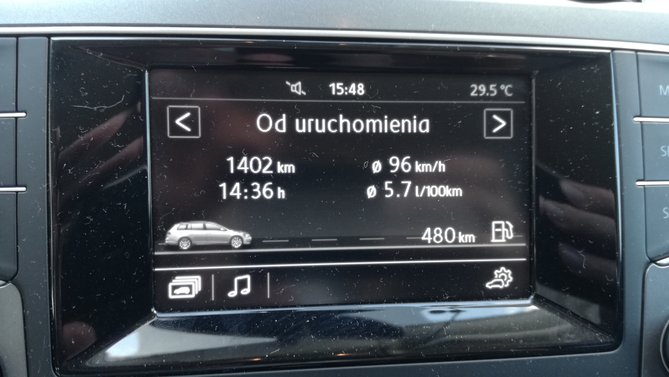 15:48 29.5 °C
< Od uruchomienia >
1402 km ø 96 km/h
14:36 h ø 5.7 l/100km
480 km